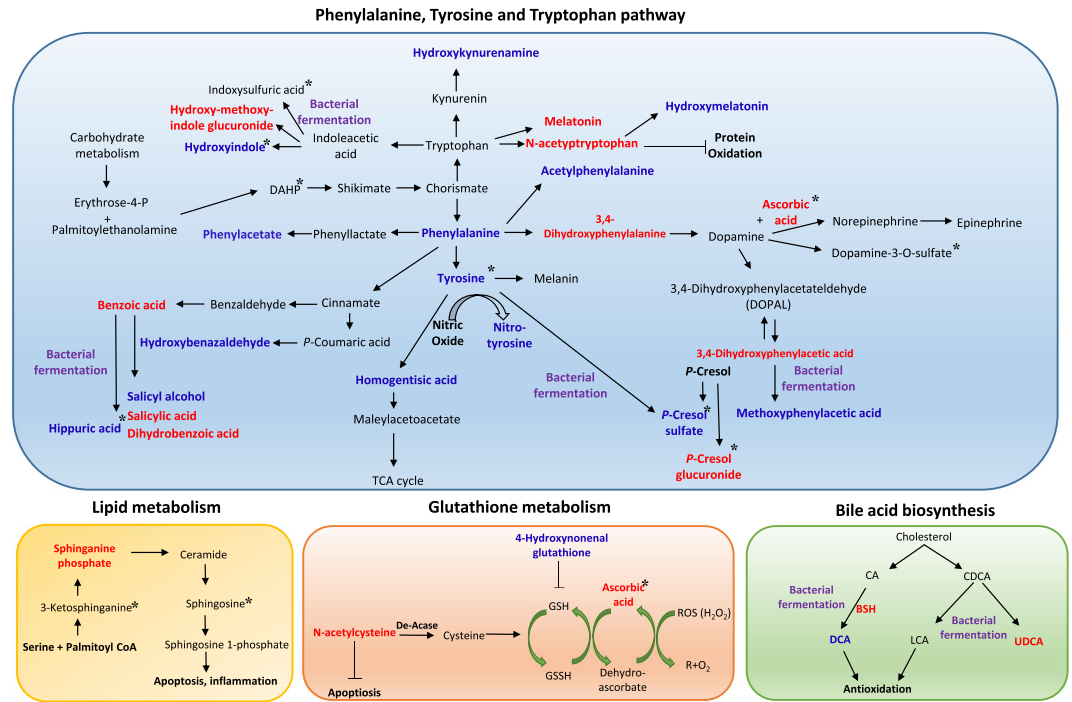 Phenylalanine, Tyrosine and Tryptophan pathway
Hydroxykynurenamine
Kynurenin
Indoxysulfuric acid*
Hydroxy-methoxy-
indole glucuronide
Hydroxyindole*
Bacterial
fermentation
Indoleacetic
acid
Tryptophan
Melatonin
N-acetyptryptophan
Hydroxymelatonin
Protein
Oxidation
Carbohydrate
metabolism
Erythrose-4-P
+
Palmitoylethanolamine
DAHP*
Shikimate
Chorismate
Acetylphenylalanine
Phenylacetate
Phenyllactate
Phenylalanine
3,4-
Dihydroxyphenylalanine
Dopamine
+
Ascorbic*
acid
Norepinephrine
Epinephrine
Dopamine-3-O-sulfate*
Tyrosine*
Melanin
3,4-Dihydroxyphenylacetateldehyde
(DOPAL)
Benzoic acid
Benzaldehyde
Cinnamate
Nitric
Oxide
Nitro-
tyrosine
Hydroxybenazaldehyde
P-Coumaric acid
3,4-Dihydroxyphenylacetic acid
Bacterial
fermentation
Homogentisic acid
Bacterial
fermentation
P-Cresol
Bacterial
fermentation
Salicyl alcohol
Salicylic acid
Dihydrobenzoic acid
Hippuric acid*
Maleylacetoacetate
P-Cresol*
sulfate
Methoxyphenylacetic acid
P-Cresol*
glucuronide
TCA cycle
Lipid metabolism
Sphinganine
phosphate
Ceramide
3-Ketosphinganine*
Sphingosine*
Serine + Palmitoyl CoA
Sphingosine 1-phosphate
Apoptosis, inflammation
Glutathione metabolism
4-Hydroxynonenal
glutathione
GSH
Ascorbic*
acid
ROS (H2O2)
N-acetylcysteine
De-Acase
Cysteine
GSSH
Dehydro-
ascorbate
R+O2
Apoptisis
Bile acid biosynthesis
Cholesterol
CA
CDCA
Bacterial
fermentation
BSH
Bacterial
fermentation
DCA
LCA
UDCA
Antioxidation